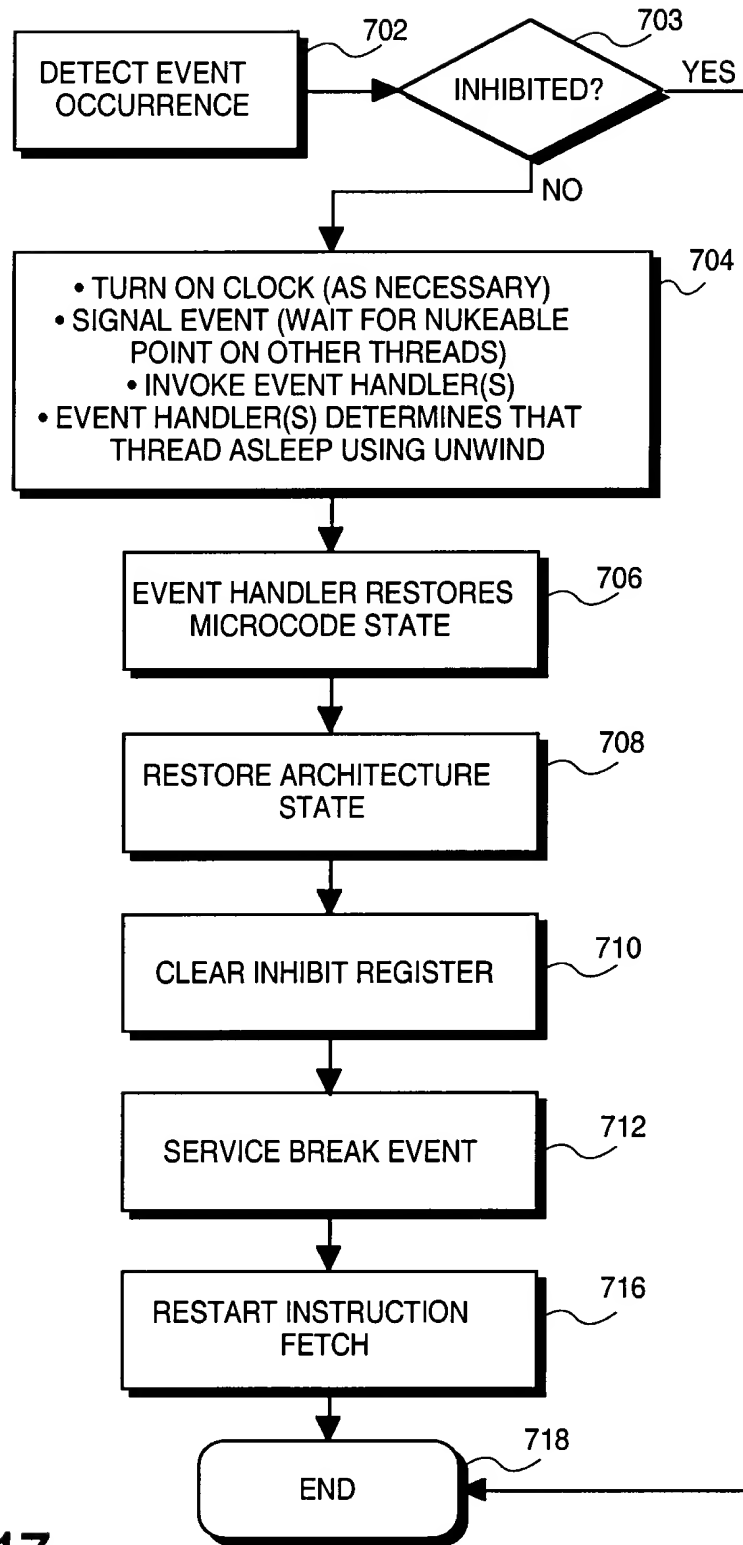 702
DETECT EVENT
OCCURRENCE
703
INHIBITED?
YES
NO
704
• TURN ON CLOCK (AS NECESSARY)
• SIGNAL EVENT (WAIT FOR NUKEABLE
POINT ON OTHER THREADS)
• INVOKE EVENT HANDLER(S)
• EVENT HANDLER(S) DETERMINES THAT
THREAD ASLEEP USING UNWIND
706
EVENT HANDLER RESTORES
MICROCODE STATE
708
RESTORE ARCHITECTURE
STATE
710
CLEAR INHIBIT REGISTER
712
SERVICE BREAK EVENT
716
RESTART INSTRUCTION
FETCH
718
END